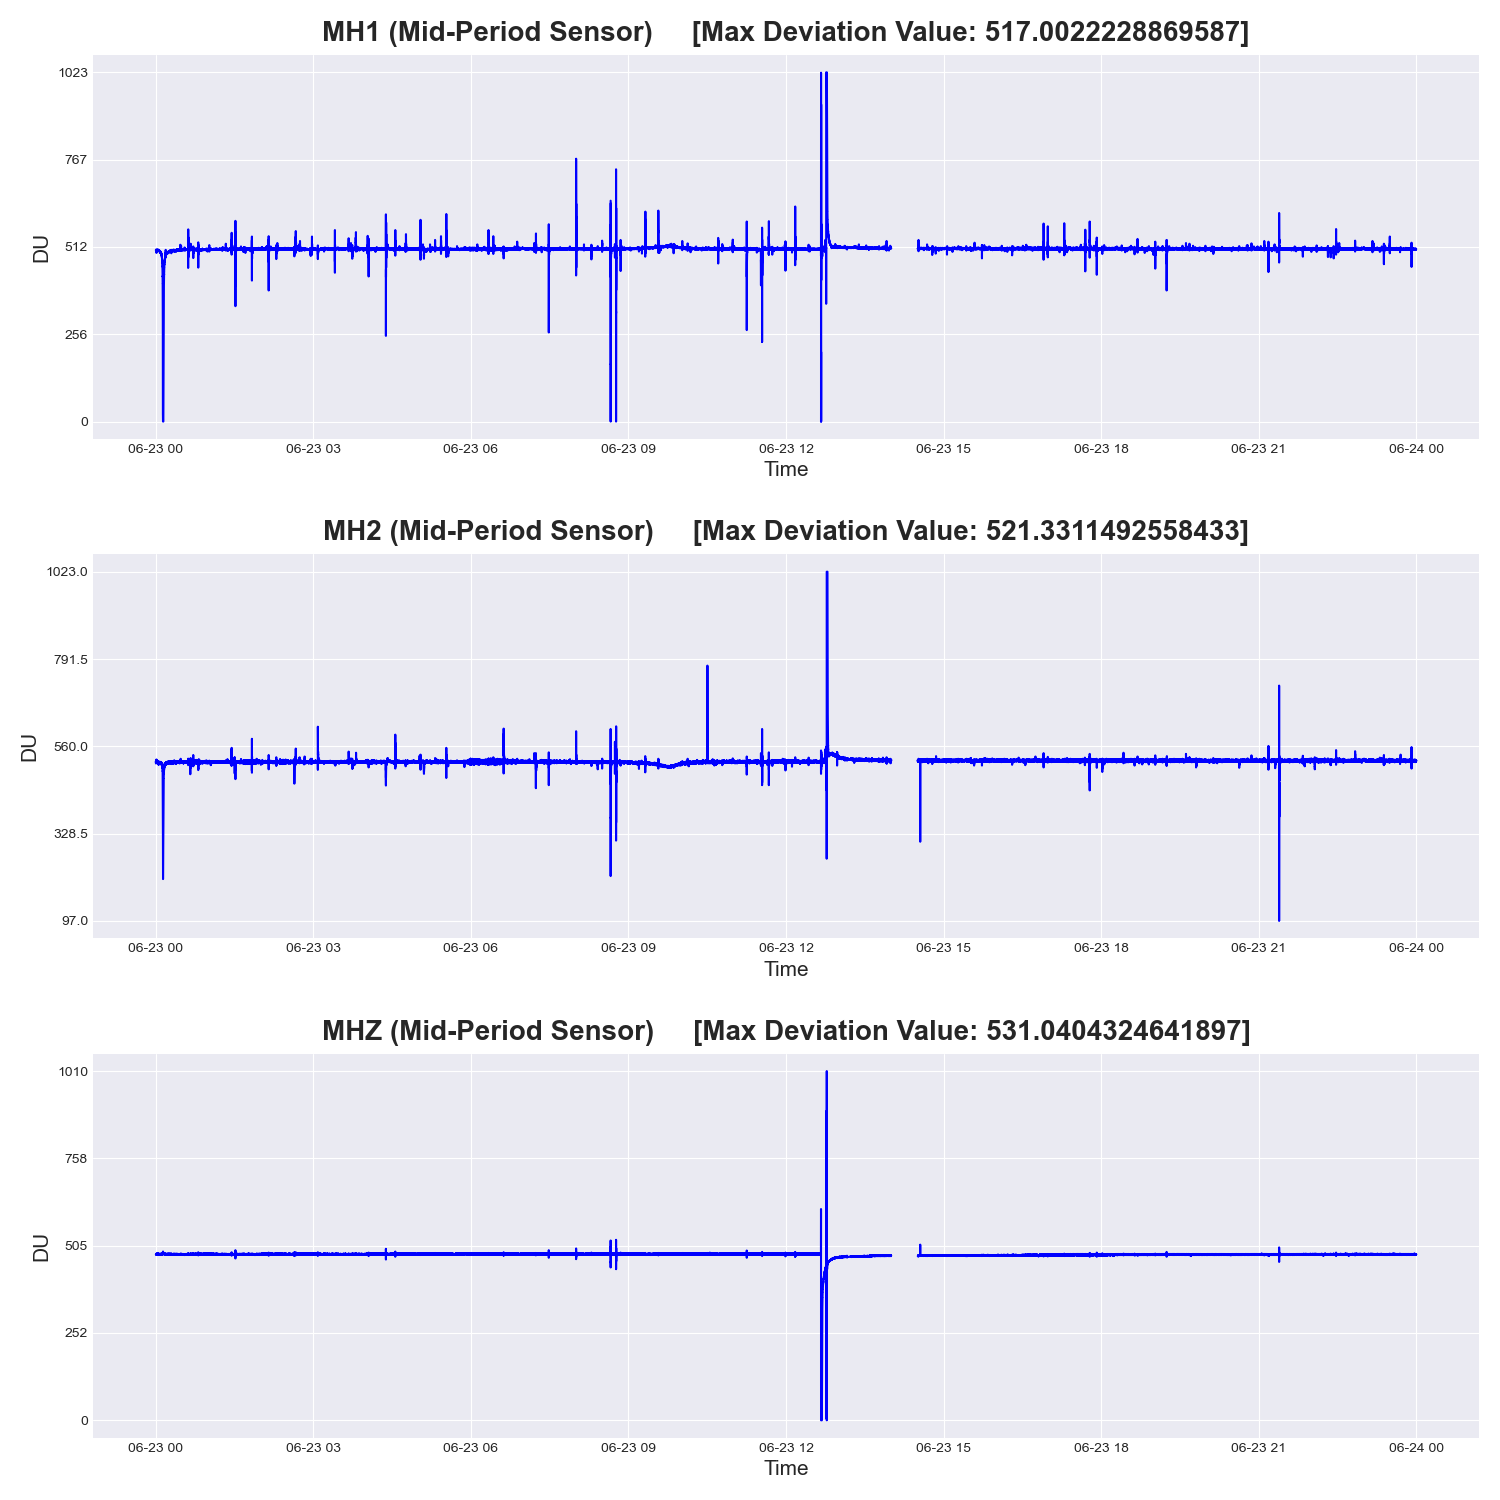 MH1 (Mid-Period Sensor) [Max Deviation Value: 517.0022228869587]
1023
767
512
256
0
DU
06-23 00 06-23 03 06-23 06 06-23 09 06-23 12 06-23 15 06-23 18 06-23 21 06-24 00
Time
MH2 (Mid-Period Sensor) [Max Deviation Value: 521.3311492558433]
1023.0
791.5
560.0
328.5
97.0
DU
06-23 00 06-23 03 06-23 06 06-23 09 06-23 12 06-23 15 06-23 18 06-23 21 06-24 00
Time
MHZ (Mid-Period Sensor) [Max Deviation Value: 531.0404324641897]
1010
758
505
252
0
DU
06-23 00 06-23 03 06-23 06 06-23 09 06-23 12 06-23 15 06-23 18 06-23 21 06-24 00
Time